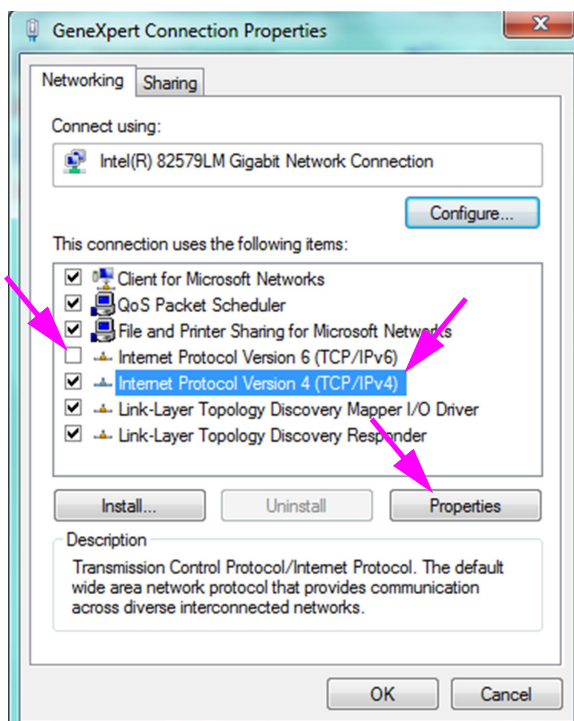 GeneXpert Connection Properties
Networking
Sharing
Connect using:
Intel(R) 82579LM Gigabit Network Connection
Configure...
This connection uses the following items:
Client for Microsoft Networks
QoS Packet Scheduler
File and Printer Sharing for Microsoft Networks
Internet Protocol Version 6 (TCP/IPv6)
Internet Protocol Version 4 (TCP/IPv4)
Link-Layer Topology Discovery Mapper I/O Driver
Link-Layer Topology Discovery Responder
Install...
Uninstall
Properties
Description
Transmission Control Protocol/Internet Protocol. The default
wide area network protocol that provides communication
across diverse interconnected networks.
OK
Cancel